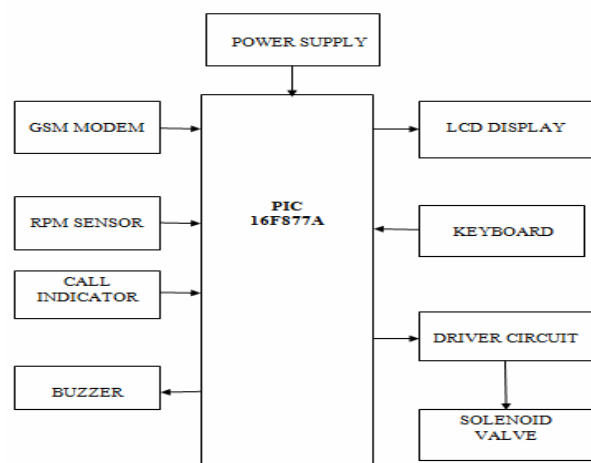 POWER SUPPLY
GSM MODEM
LCD DISPLAY
PIC
16F877A
RPM SENSOR
KEYBOARD
CALL
INDICATOR
DRIVER CIRCUIT
BUZZER
SOLENOID
VALVE